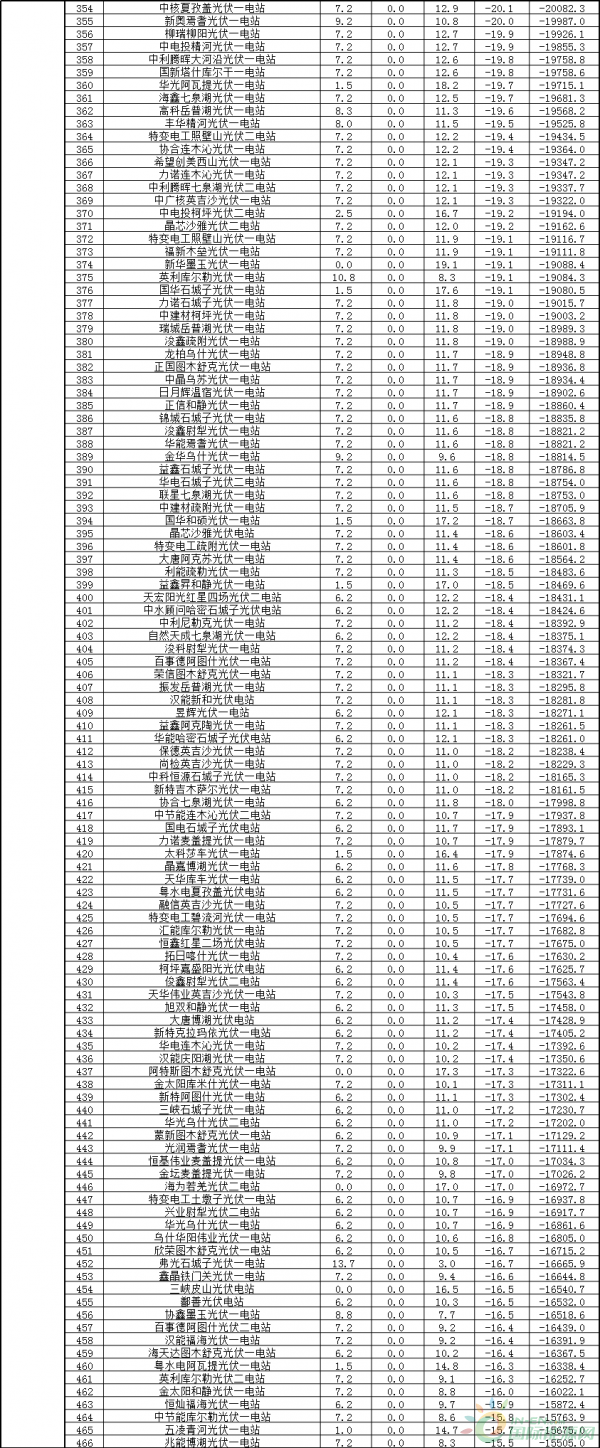 354 中核夏孜盖光伏一电站 7.2 0.0 12.9 -20.1 -20082.3
355 新奥焉耆光伏一电站 9.2 0.0 10.8 -20.0 -19987.0
356 柳瑞柳阳光伏一电站 7.2 0.0 12.7 -19.9 -19926.1
357 中电投精河光伏一电站 7.2 0.0 12.7 -19.9 -19855.3
358 中利腾晖大河沿光伏一电站 7.2 0.0 12.6 -19.8 -19758.8
359 国新塔什库尔干一电站 7.2 0.0 12.6 -19.8 -19758.6
360 华光阿瓦提光伏一电站 1.5 0.0 18.2 -19.7 -19715.1
361 海鑫七泉湖光伏一电站 7.2 0.0 12.5 -19.7 -19681.3
362 高科岳普湖光伏一电站 8.3 0.0 11.3 -19.6 -19568.2
363 丰华精河光伏一电站 8.0 0.0 11.5 -19.5 -19525.8
364 特变电工照壁山光伏二电站 7.2 0.0 12.2 -19.4 -19434.5
365 协合连木沁光伏一电站 7.2 0.0 12.2 -19.4 -19364.0
366 希望创美西山光伏一电站 7.2 0.0 12.1 -19.3 -19347.2
367 力诺连木沁光伏一电站 7.2 0.0 12.1 -19.3 -19347.2
368 中利腾晖七泉湖光伏二电站 7.2 0.0 12.1 -19.3 -19337.7
369 中广核英吉沙光伏一电站 7.2 0.0 12.1 -19.3 -19322.0
370 中电投柯坪光伏二电站 2.5 0.0 16.7 -19.2 -19194.0
371 晶芯沙雅光伏二电站 7.2 0.0 12.0 -19.2 -19162.6
372 特变电工照壁山光伏一电站 7.2 0.0 11.9 -19.1 -19116.7
373 福新木垒光伏一电站 7.2 0.0 11.9 -19.1 -19111.8
374 新华墨玉光伏一电站 0.0 0.0 19.1 -19.1 -19088.4
375 英利库尔勒光伏一电站 10.8 0.0 8.3 -19.1 -19084.3
376 国华石城子光伏一电站 1.5 0.0 17.6 -19.1 -19080.5
377 力诺石城子光伏一电站 7.2 0.0 11.8 -19.0 -19015.7
378 中建材柯坪光伏一电站 7.2 0.0 11.8 -19.0 -19003.2
379 瑞城岳普湖光伏一电站 7.2 0.0 11.8 -19.0 -18989.3
380 浚鑫疏附光伏一电站 7.2 0.0 11.8 -19.0 -18988.9
381 龙柏乌什光伏一电站 7.2 0.0 11.7 -18.9 -18948.8
382 正国图木舒克光伏一电站 7.2 0.0 11.7 -18.9 -18936.8
383 中晶乌苏光伏一电站 7.2 0.0 11.7 -18.9 -18934.4
384 日月辉温宿光伏一电站 7.2 0.0 11.7 -18.9 -18902.6
385 正信和静光伏一电站 7.2 0.0 11.7 -18.9 -18860.4
386 锦城石城子光伏一电站 7.2 0.0 11.6 -18.8 -18835.8
387 浚鑫尉犁光伏一电站 7.2 0.0 11.6 -18.8 -18821.2
388 华能焉耆光伏一电站 7.2 0.0 11.6 -18.8 -18821.2
389 金华乌什光伏一电站 9.2 0.0 9.6 -18.8 -18814.5
390 益鑫石城子光伏一电站 7.2 0.0 11.6 -18.8 -18786.8
391 华电石城子光伏二电站 7.2 0.0 11.6 -18.8 -18754.0
392 联星七泉湖光伏一电站 7.2 0.0 11.6 -18.8 -18753.0
393 中建材疏附光伏一电站 7.2 0.0 11.5 -18.7 -18705.9
394 国华和硕光伏一电站 1.5 0.0 17.2 -18.7 -18663.8
395 晶芯沙雅光伏电站 7.2 0.0 11.4 -18.6 -18603.4
396 特变电工疏附光伏一电站 7.2 0.0 11.4 -18.6 -18601.8
397 大唐阿克苏光伏一电站 7.2 0.0 11.4 -18.6 -18564.2
398 利能疏勒光伏一电站 7.2 0.0 11.3 -18.5 -18483.6
399 益鑫昇和静光伏一电站 1.5 0.0 17.0 -18.5 -18469.6
400 天宏阳光红星四场光伏二电站 6.2 0.0 12.2 -18.4 -18431.1
401 中水顾问哈密石城子光伏电站 6.2 0.0 12.2 -18.4 -18424.6
402 中利尼勒克光伏一电站 7.2 0.0 11.2 -18.4 -18392.9
403 自然天成七泉湖光伏一电站 6.2 0.0 12.2 -18.4 -18375.1
404 浚科尉犁光伏一电站 7.2 0.0 11.2 -18.4 -18374.3
405 百事德阿图什光伏一电站 7.2 0.0 11.2 -18.4 -18367.4
406 荣信图木舒克光伏一电站 7.2 0.0 11.1 -18.3 -18321.7
407 振发岳普湖光伏一电站 7.2 0.0 11.1 -18.3 -18295.8
408 汉能新和光伏电站 7.2 0.0 11.1 -18.3 -18281.8
409 昱辉光伏一电站 6.2 0.0 12.1 -18.3 -18271.1
410 益鑫阿克陶光伏一电站 7.2 0.0 11.1 -18.3 -18261.5
411 华能哈密石城子光伏电站 6.2 0.0 12.1 -18.3 -18261.0
412 保德英吉沙光伏一电站 7.2 0.0 11.0 -18.2 -18238.4
413 尚检英吉沙光伏一电站 7.2 0.0 11.0 -18.2 -18229.3
414 中科恒源石城子光伏一电站 7.2 0.0 11.0 -18.2 -18165.3
415 新特吉木萨尔光伏一电站 7.2 0.0 11.0 -18.2 -18161.5
416 协合七泉湖光伏一电站 6.2 0.0 11.8 -18.0 -17998.8
417 中节能连木沁光伏二电站 7.2 0.0 10.7 -17.9 -17937.8
418 国电石城子光伏电站 6.2 0.0 11.7 -17.9 -17893.1
419 力诺麦盖提光伏一电站 7.2 0.0 10.7 -17.9 -17879.7
420 太科莎车光伏一电站 1.5 0.0 16.4 -17.9 -17874.6
421 晶嘉博湖光伏一电站 6.2 0.0 11.6 -17.8 -17768.3
422 天华库车光伏一电站 6.2 0.0 11.5 -17.7 -17739.0
423 粤水电夏孜盖光伏电站 6.2 0.0 11.5 -17.7 -17731.6
424 融信英吉沙光伏一电站 7.2 0.0 10.5 -17.7 -17727.6
425 特变电工碧流河光伏一电站 7.2 0.0 10.5 -17.7 -17694.6
426 汇能库尔勒光伏一电站 7.2 0.0 10.5 -17.7 -17682.8
427 恒鑫红星二场光伏电站 7.2 0.0 10.5 -17.7 -17675.0
428 拓日喀什光伏一电站 7.2 0.0 10.4 -17.6 -17630.2
429 柯坪嘉盛阳光光伏电站 6.2 0.0 11.4 -17.6 -17625.7
430 俊鑫尉犁光伏二电站 6.2 0.0 11.4 -17.6 -17563.4
431 天华伟业英吉沙光伏一电站 7.2 0.0 10.3 -17.5 -17543.8
432 旭双和静光伏一电站 6.2 0.0 11.3 -17.5 -17458.0
433 大唐博湖光伏电站 6.2 0.0 11.2 -17.4 -17428.9
434 新特克拉玛依光伏一电站 6.2 0.0 11.2 -17.4 -17405.2
435 华电连木沁光伏一电站 7.2 0.0 10.2 -17.4 -17392.6
436 汉能庆阳湖光伏一电站 7.2 0.0 10.2 -17.4 -17350.6
437 阿特斯图木舒克光伏一电站 0.0 0.0 17.3 -17.3 -17322.6
438 金太阳库米什光伏一电站 7.2 0.0 10.1 -17.3 -17311.1
439 新特阿图什光伏一电站 6.2 0.0 11.1 -17.3 -17302.4
440 三峡石城子光伏一电站 6.2 0.0 11.0 -17.2 -17230.7
441 华光乌什光伏二电站 6.2 0.0 11.0 -17.2 -17202.0
442 蒙新图木舒克光伏一电站 6.2 0.0 10.9 -17.1 -17129.2
443 光润焉耆光伏一电站 7.2 0.0 9.9 -17.1 -17111.4
444 恒基伟业麦盖提光伏一电站 6.2 0.0 10.8 -17.0 -17034.3
445 金坛麦盖提光伏一电站 7.2 0.0 9.8 -17.0 -17026.2
446 海为若羌光伏二电站 0.0 0.0 17.0 -17.0 -16972.7
447 特变电工土墩子光伏一电站 6.2 0.0 10.7 -16.9 -16937.8
448 兴业尉犁光伏二电站 6.2 0.0 10.7 -16.9 -16917.7
449 华光乌什光伏一电站 6.2 0.0 10.7 -16.9 -16861.6
450 乌什华阳伟业光伏一电站 6.2 0.0 10.6 -16.8 -16805.0
451 欣荣图木舒克光伏一电站 6.2 0.0 10.5 -16.7 -16715.2
452 弗光石城子光伏一电站 13.7 0.0 3.0 -16.7 -16665.9
453 鑫晶铁门关光伏一电站 7.2 0.0 9.4 -16.6 -16644.8
454 三峡皮山光伏电站 0.0 0.0 16.5 -16.5 -16540.7
455 鄯善光伏电站 6.2 0.0 10.3 -16.5 -16532.0
456 协鑫墨玉光伏一电站 8.8 0.0 7.7 -16.5 -16518.6
457 百事德阿图什光伏二电站 7.2 0.0 9.2 -16.4 -16439.0
458 汉能福海光伏一电站 7.2 0.0 9.2 -16.4 -16391.9
459 海天达图木舒克光伏一电站 6.2 0.0 10.2 -16.4 -16367.5
460 粤水电阿瓦提光伏一电站 1.5 0.0 14.8 -16.3 -16338.4
461 英利库尔勒光伏二电站 7.2 0.0 9.1 -16.3 -16252.7
462 金太阳和静光伏一电站 7.2 0.0 8.8 -16.0 -16022.1
463 恒灿福海光伏一电站 6.2 0.0 9.7 -15.9 -15872.4
464 中节能库尔勒光伏一电站 7.2 0.0 8.6 -15.8 -15763.9
465 五凌青河光伏一电站 1.0 0.0 14.7 -15.7 -15675.0
466 兆能博湖光伏一电站 7.2 0.0 8.3 -15.5 -15505.0